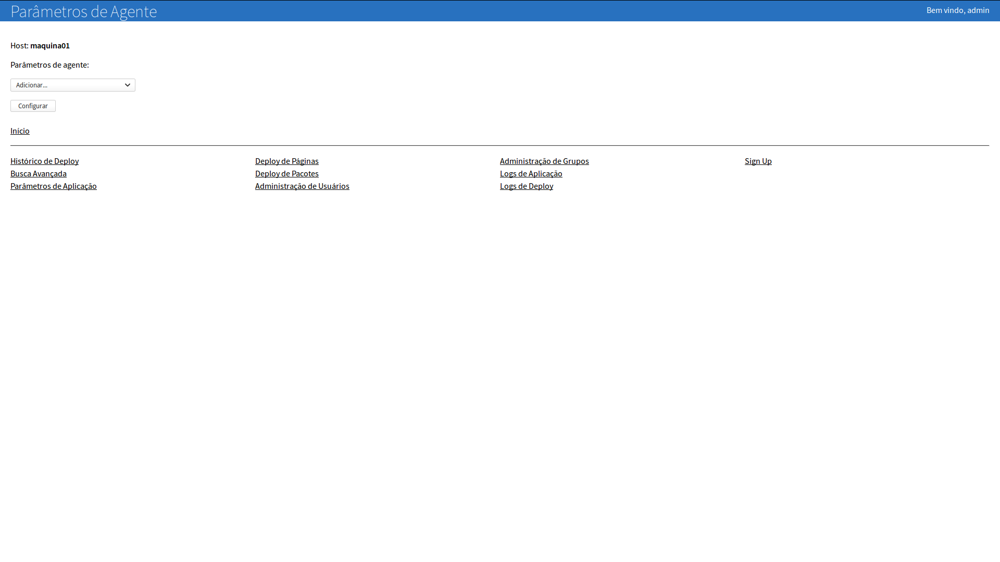 Parâmetros de Agente
Bem vindo, admin
Host: maquina01
Parâmetros de agente:
Adicionar...
Configurar
Início
Histórico de Deploy
Busca Avançada
Parâmetros de Aplicação
Deploy de Páginas
Deploy de Pacotes
Administração de Usuários
Administração de Grupos
Logs de Aplicação
Logs de Deploy
Sign Up